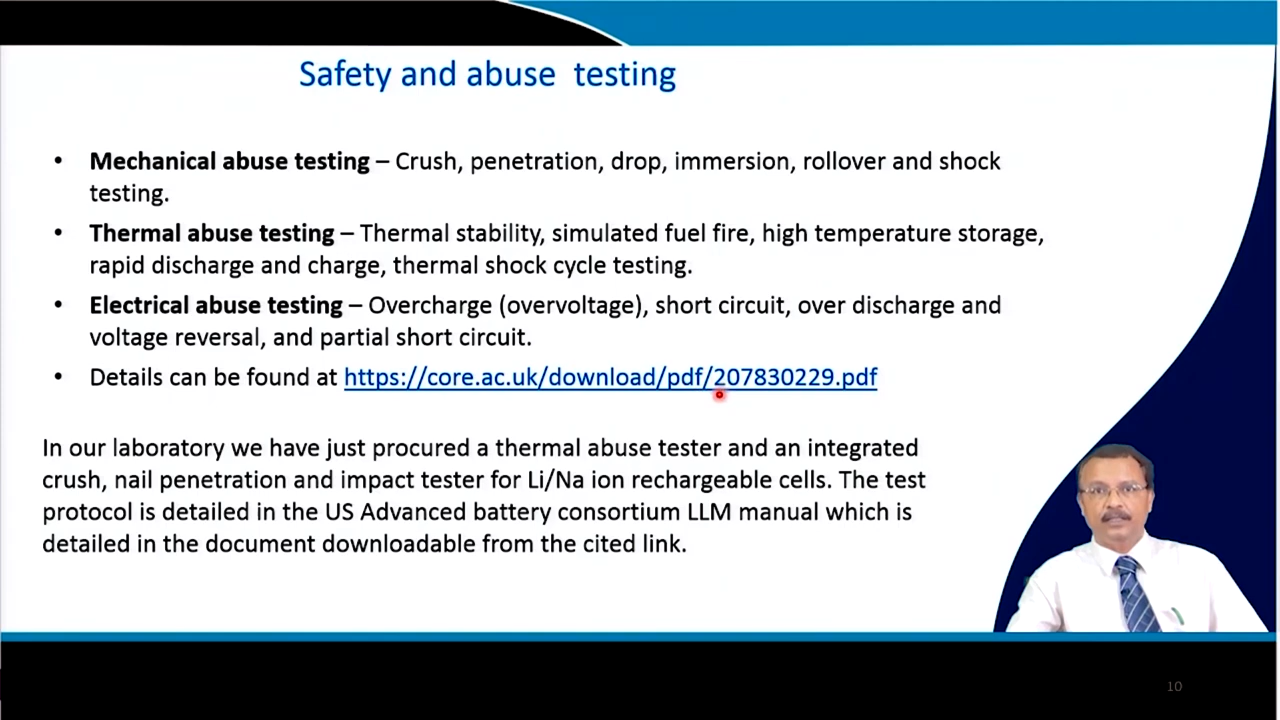 Safety and abuse testing
• Mechanical abuse testing – Crush, penetration, drop, immersion, rollover and shock
testing.
• Thermal abuse testing – Thermal stability, simulated fuel fire, high temperature storage,
rapid discharge and charge, thermal shock cycle testing.
• Electrical abuse testing – Overcharge (overvoltage), short circuit, over discharge and
voltage reversal, and partial short circuit.
• Details can be found at https://core.ac.uk/download/pdf/207830229.pdf
In our laboratory we have just procured a thermal abuse tester and an integrated
crush, nail penetration and impact tester for Li/Na ion rechargeable cells. The test
protocol is detailed in the US Advanced battery consortium LLM manual which is
detailed in the document downloadable from the cited link.
10